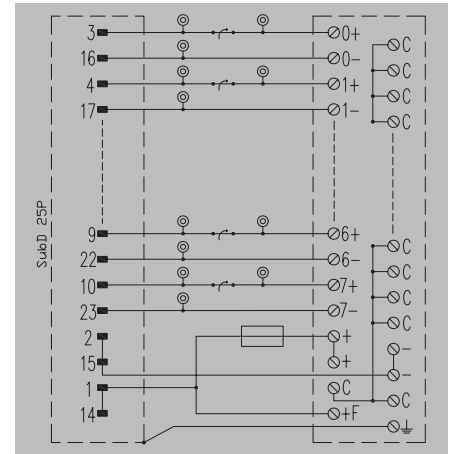 SubD 25P
3 0+
C
16 0-
C
4 1+
C
17 1-
C
9 6+
C
22 6-
C
10 7+
C
23 7-
C
2 +
-
15 +
-
1 C
C
14 +F